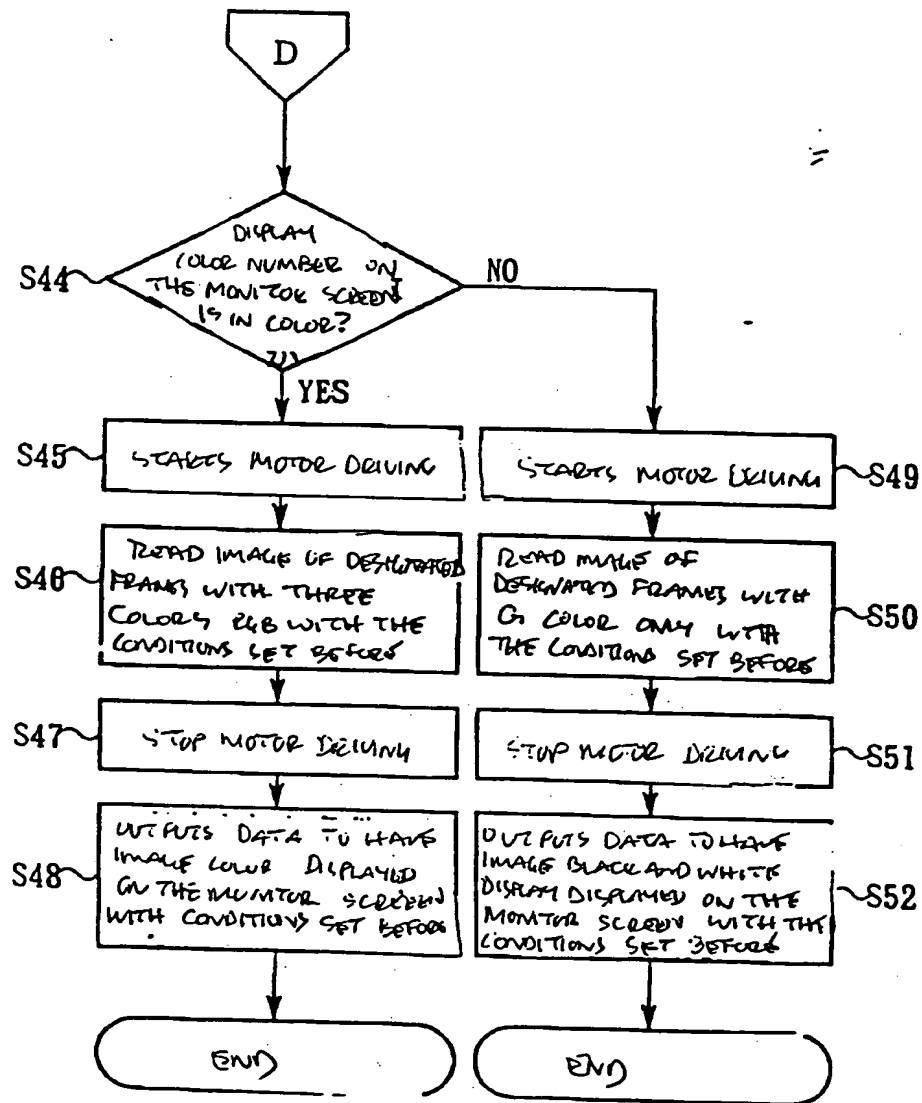 D
S44
DISPLAY
COLOR NUMBER ON
THE MONITOR SCREEN
IS IN COLOR?
NO
YES
S45
STARTS MOTOR DRIVING
STARTS MOTOR DRIVING
S49
S46
READ IMAGE OF DESIGNATED
FRAMES WITH THREE
COLORS RGB WITH THE
CONDITIONS SET BEFORE
READ IMAGE OF
DESIGNATED FRAMES WITH
G COLOR ONLY WITH
THE CONDITIONS SET BEFORE
S50
S47
STOP MOTOR DRIVING
STOP MOTOR DRIVING
S51
S48
OUTPUTS DATA TO HAVE
IMAGE COLOR DISPLAYED
ON THE MONITOR SCREEN
WITH CONDITIONS SET BEFORE
OUTPUTS DATA TO HAVE
IMAGE BLACK AND WHITE
DISPLAY DISPLAYED ON THE
MONITOR SCREEN WITH THE
CONDITIONS SET BEFORE
S52
END
END